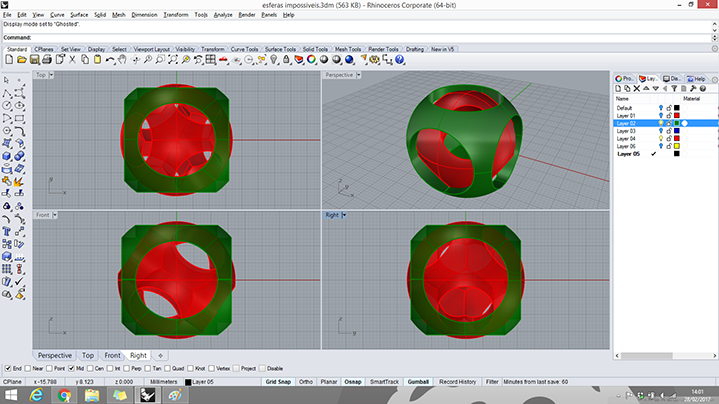 esferas impossiveis.3dm (563 KB) - Rhinoceros Corporate (64-bit)
File Edit View Curve Surface Solid Mesh Dimension Transform Tools Analyze Render Panels Help
Display mode set to "Ghosted".
Command:
Standard CPlanes Set View Display Select Viewport Layout Visibility Transform Curve Tools Surface Tools Solid Tools Mesh Tools Render Tools Drafting New in V5
Top
Perspective
Pro... Lay... Dis... Help
Name Material
Default
Layer 01
Layer 02
Layer 03
Layer 04
Layer 06
Layer 05
y
x
z
y
x
Front
Right
z
x
z
y
Perspective Top Front Right
End Near Point Mid Cen Int Perp Tan Quad Knot Vertex Project Disable
CPlane x -15.788 y 8.123 z 0.000 Millimeters Layer 05 Grid Snap Ortho Planar Osnap SmartTrack Gumball Record History Filter Minutes from last save: 60
14:01
28/02/2017